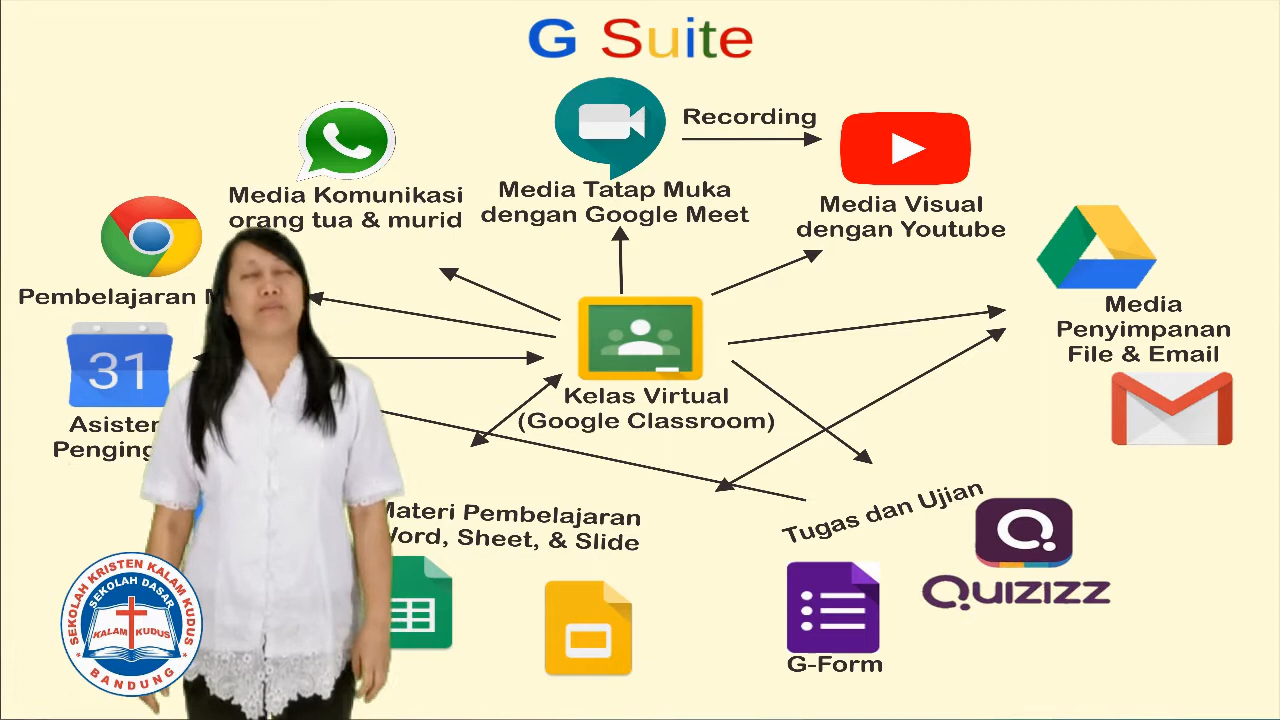 G Suite
Recording
Media Komunikasi
orang tua & murid
Media Tatap Muka
dengan Google Meet
Media Visual
dengan Youtube
Pembelajaran
Media
Penyimpanan
File & Email
31
Kelas Virtual
(Google Classroom)
Materi Pembelajaran
Word, Sheet, & Slide
Tugas dan Ujian
QUIZIZZ
G-Form
SEKOLAH KRISTEN KALAM KUDUS
SEKOLAH DASAR
KALAM KUDUS
BANDUNG